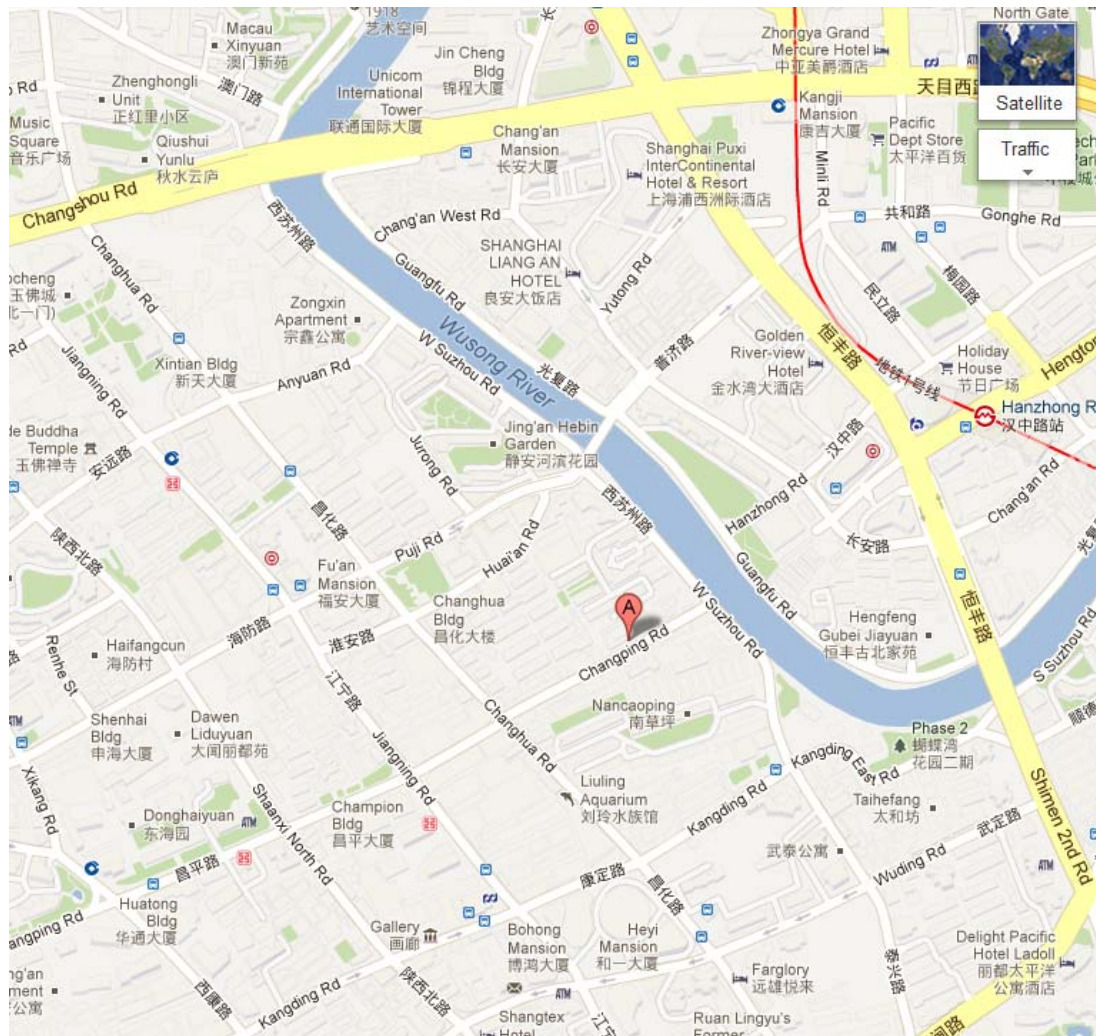 1918
艺术空间
North Gate
Macau
Xinyuan
澳门新苑
Zhongya Grand
Mercure Hotel
中亚美爵酒店
Jin Cheng
Bldg
锦程大厦
Zhenghongli
Unit
正红里小区
澳门路
Unicom
International
Tower
联通国际大厦
天目西路
Satellite
Kangji
Mansion
康吉大厦
Music
Square
音乐广场
Qiushui
Yunlu
秋水云庐
Chang'an
Mansion
长安大厦
Pacific
Dept Store
太平洋百货
Traffic
Shanghai Puxi
InterContinental
Hotel & Resort
上海浦西洲际酒店
Minli Rd
Changshou Rd
西苏州路
Chang'an West Rd
共和路
Gonghe Rd
ATM
Changhua Rd
SHANGHAI
LIANG AN
HOTEL
良安大饭店
Guangfu Rd
Yutong Rd
民立路
梅园路
玉佛城
Zongxin
Apartment
宗鑫公寓
Wusong River
W Suzhou Rd
光复路
普济路
恒丰路
Golden
River-view
Hotel
金水湾大酒店
地铁1号线
Holiday
House
节日广场
Jiangning Rd
Xintian Bldg
新天大厦
Anyuan Rd
Hanzhong R
汉中路站
Buddha
Temple
玉佛禅寺
安远路
Jing'an Hebin
Garden
静安河滨花园
Jurong Rd
汉中路
Chang'an Rd
Hanzhong Rd
西苏州路
昌化路
陕西北路
Puji Rd
Huai'an Rd
长安路
光复
Guangfu Rd
Fu'an
Mansion
福安大厦
Changhua
Bldg
昌化大楼
W Suzhou Rd
Hengfeng
Gubei Jiayuan
恒丰古北家苑
恒丰路
A
Changping Rd
Haifangcun
海防村
海防路
淮安路
Renhe St
S Suzhou Rd
江宁路
Nancaoping
南草坪
顺德
Shenhai
Bldg
申海大厦
Dawen
Liduyuan
大闻丽都苑
Changhua Rd
Phase 2
蝴蝶湾
花园二期
ATM
Jiangning Rd
Kangding East Rd
Xikang Rd
Shaanxi North Rd
Liuling
Aquarium
刘玲水族馆
Kangding Rd
Shimen 2nd Rd
Taihefang
太和坊
Donghaiyuan
东海园
ATM
Champion
Bldg
昌平大厦
武定路
武泰公寓
Wuding Rd
ATM
昌平路
康定路
昌化路
Huatong
Bldg
华通大厦
Gallery
画廊
Bohong
Mansion
博鸿大厦
Heyi
Mansion
和一大厦
Delight Pacific
Hotel Ladoll
丽都太平洋
公寓酒店
泰兴路
Farglory
远雄悦来
陕西北路
西康路
ATM
Kangding Rd
Shangtex
Hotel
江宁
Ruan Lingyu's
Former